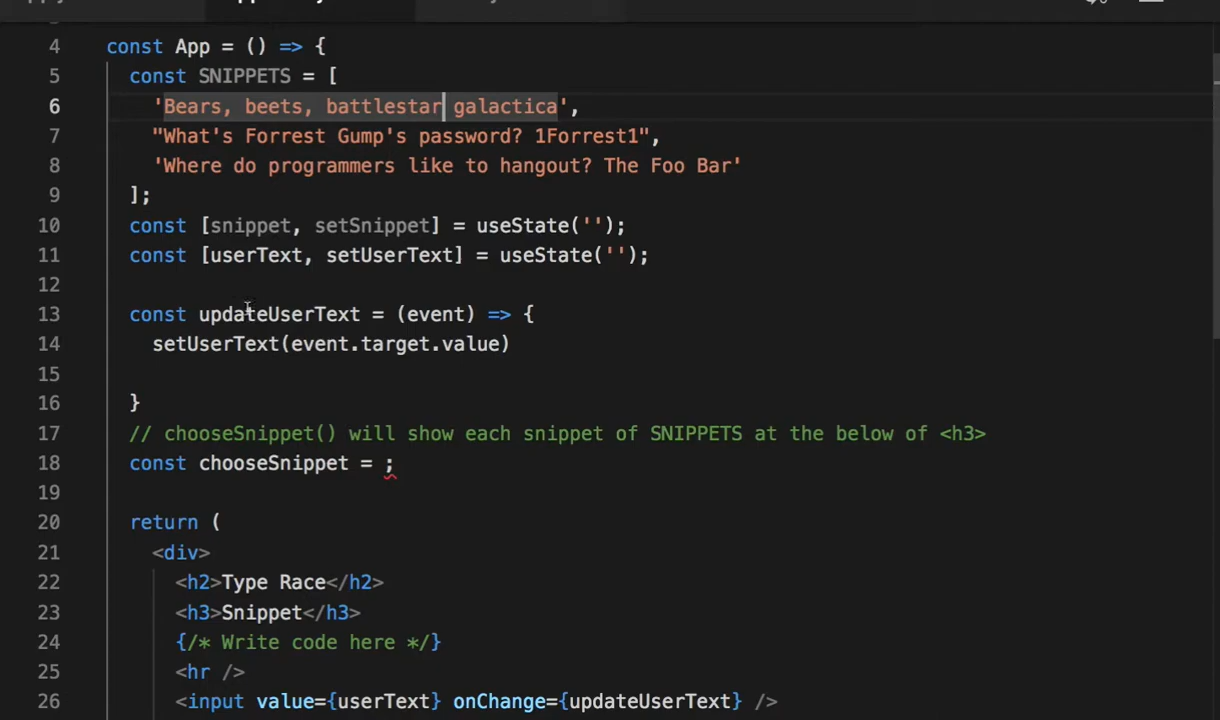 4 const App = () => {
5 const SNIPPETS = [
6 'Bears, beets, battlestar galactica',
7 "What's Forrest Gump's password? 1Forrest1",
8 'Where do programmers like to hangout? The Foo Bar'
9 ];
10 const [snippet, setSnippet] = useState('');
11 const [userText, setUserText] = useState('');
12
13 const updateUserText = (event) => {
14 setUserText(event.target.value)
15
16 }
17 // chooseSnippet() will show each snippet of SNIPPETS at the below of <h3>
18 const chooseSnippet = ;
19
20 return (
21 <div>
22 <h2>Type Race</h2>
23 <h3>Snippet</h3>
24 {/* Write code here */}
25 <hr />
26 <input value={userText} onChange={updateUserText} />